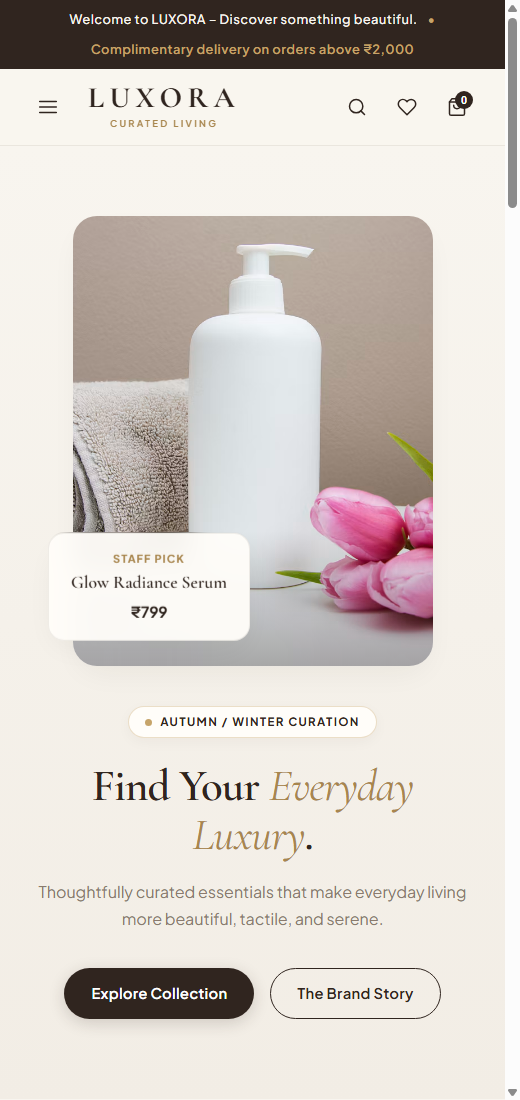 Welcome to LUXORA – Discover something beautiful. •
Complimentary delivery on orders above ₹2,000
LUXORA
CURATED LIVING
0
STAFF PICK
Glow Radiance Serum
₹799
AUTUMN / WINTER CURATION
Find Your Everyday
Luxury.
Thoughtfully curated essentials that make everyday living
more beautiful, tactile, and serene.
Explore Collection
The Brand Story